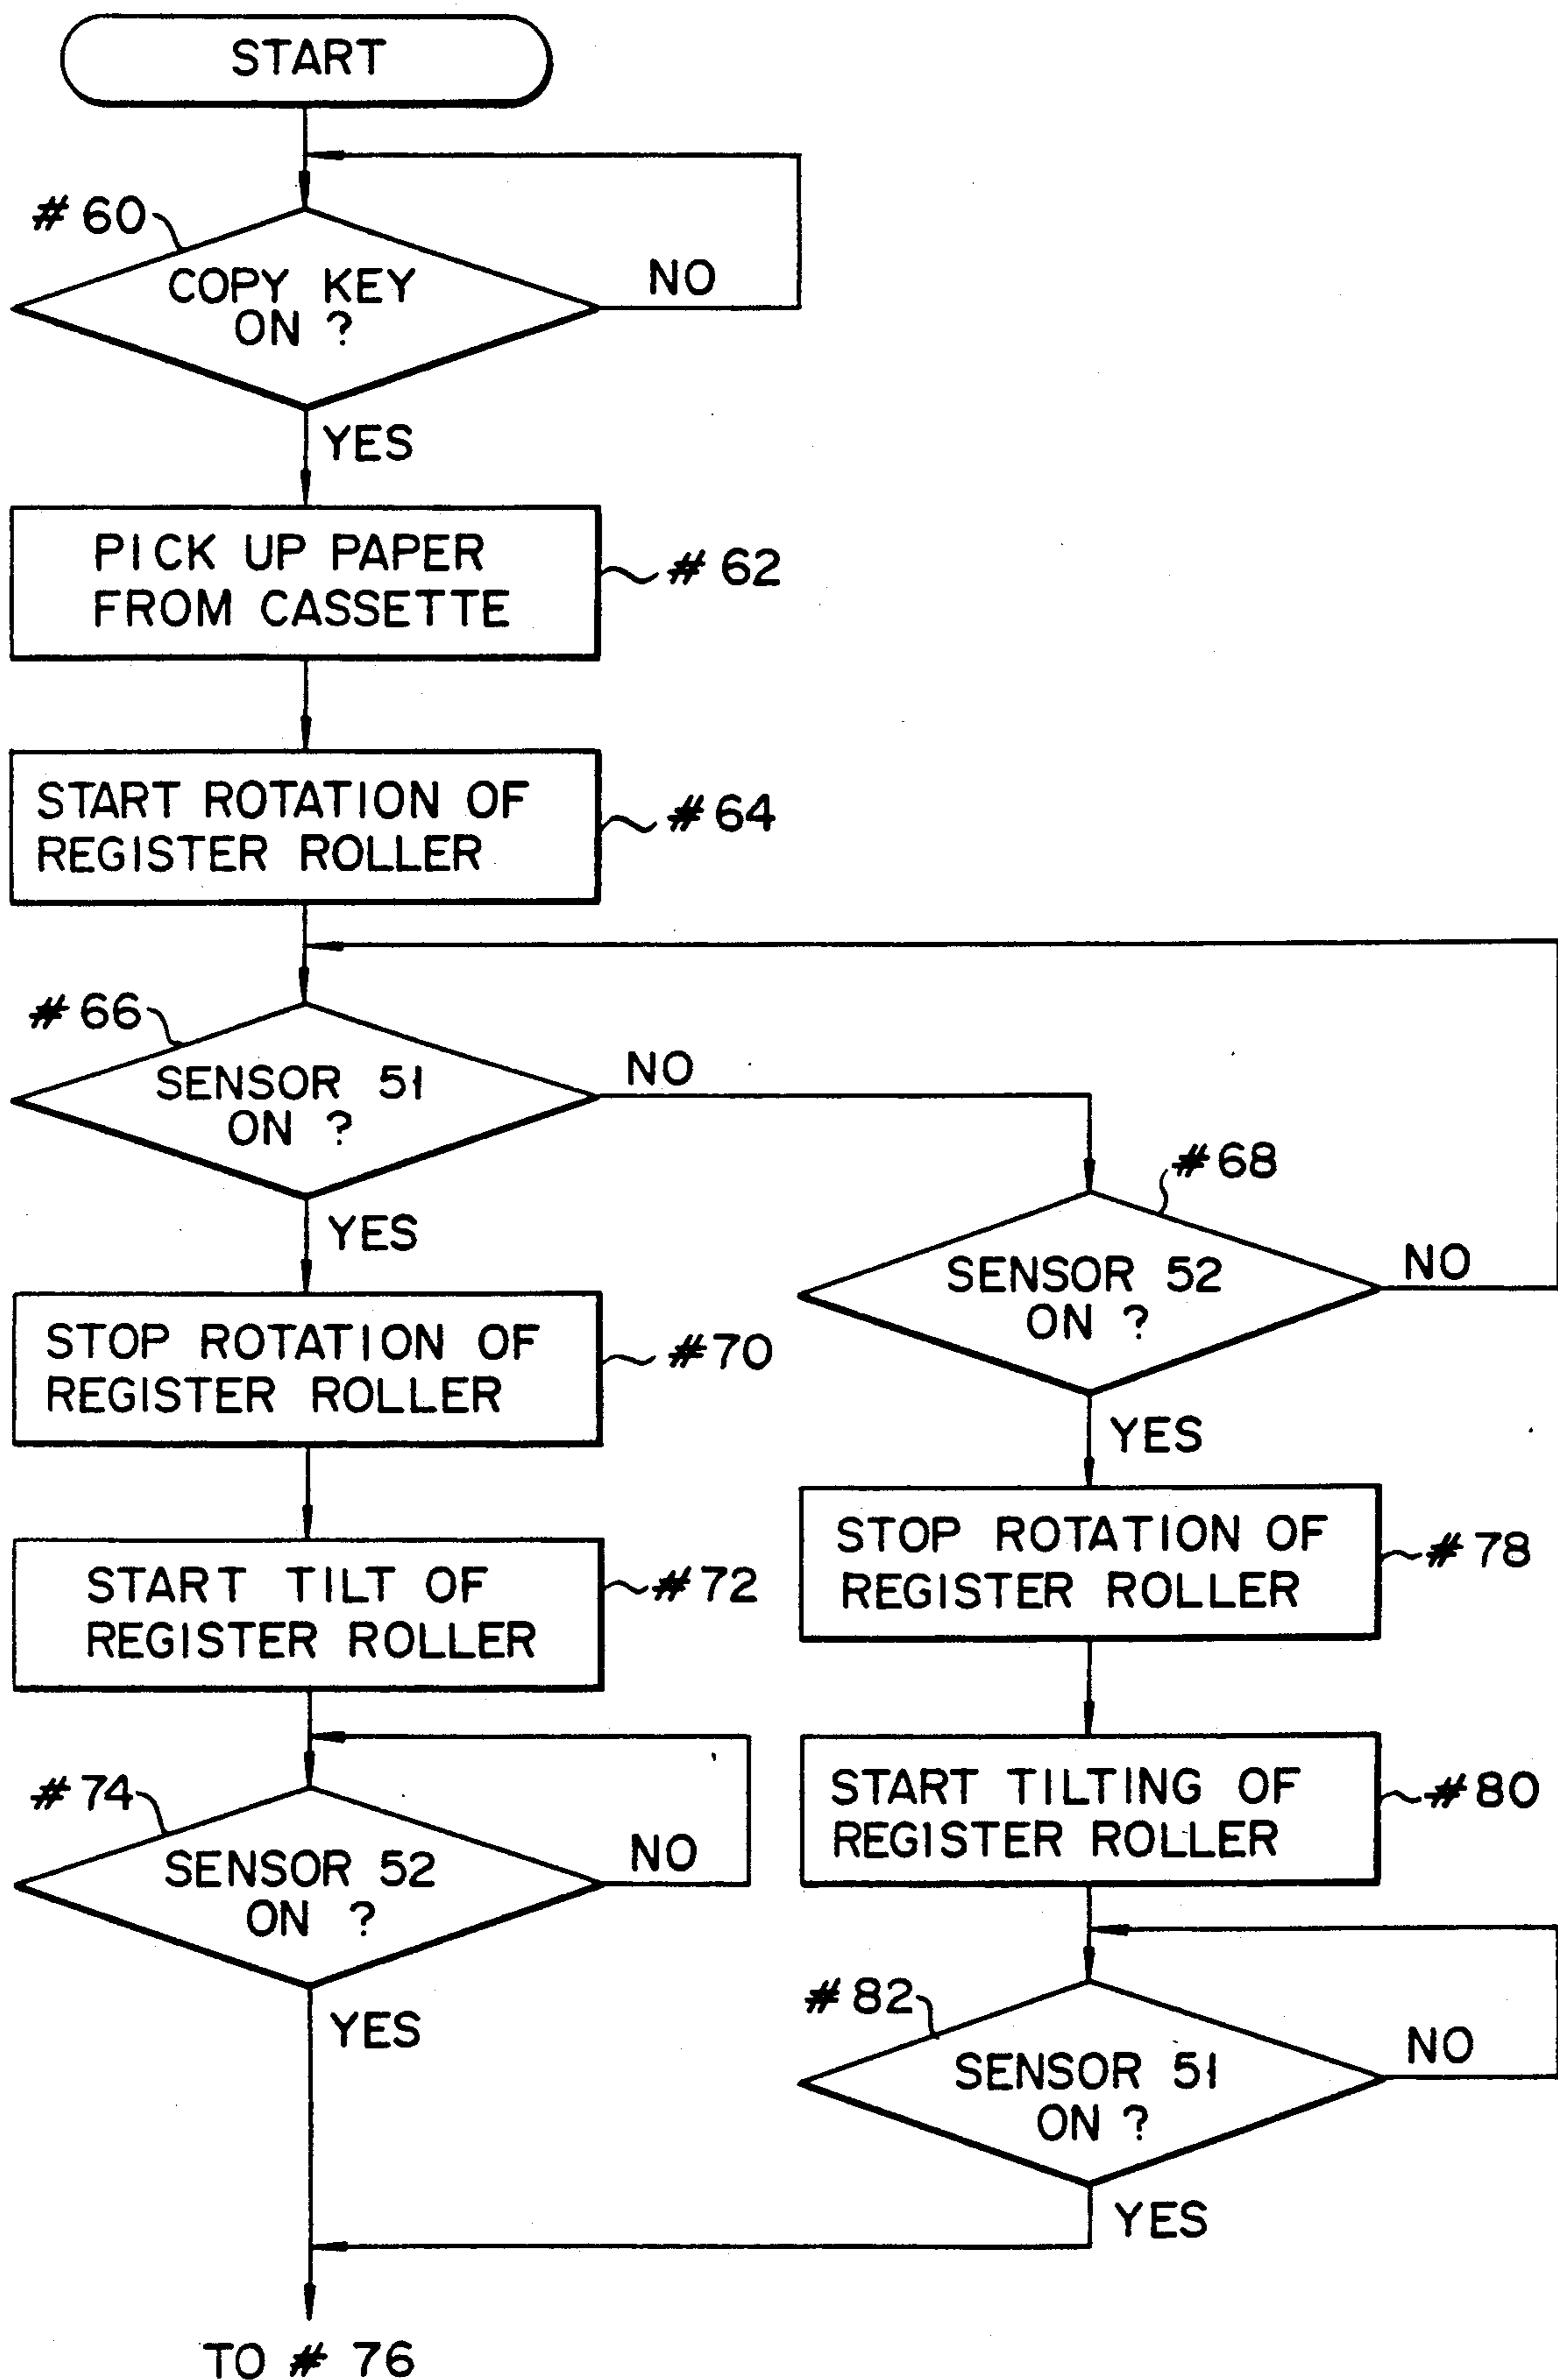 START
# 60
COPY KEY
ON ?
NO
YES
PICK UP PAPER
FROM CASSETTE
# 62
START ROTATION OF
REGISTER ROLLER
# 64
# 66
SENSOR 51
ON ?
NO
YES
# 68
SENSOR 52
ON ?
NO
YES
STOP ROTATION OF
REGISTER ROLLER
# 70
START TILT OF
REGISTER ROLLER
# 72
# 74
SENSOR 52
ON ?
NO
YES
STOP ROTATION OF
REGISTER ROLLER
# 78
START TILTING OF
REGISTER ROLLER
# 80
# 82
SENSOR 51
ON ?
NO
YES
TO # 76